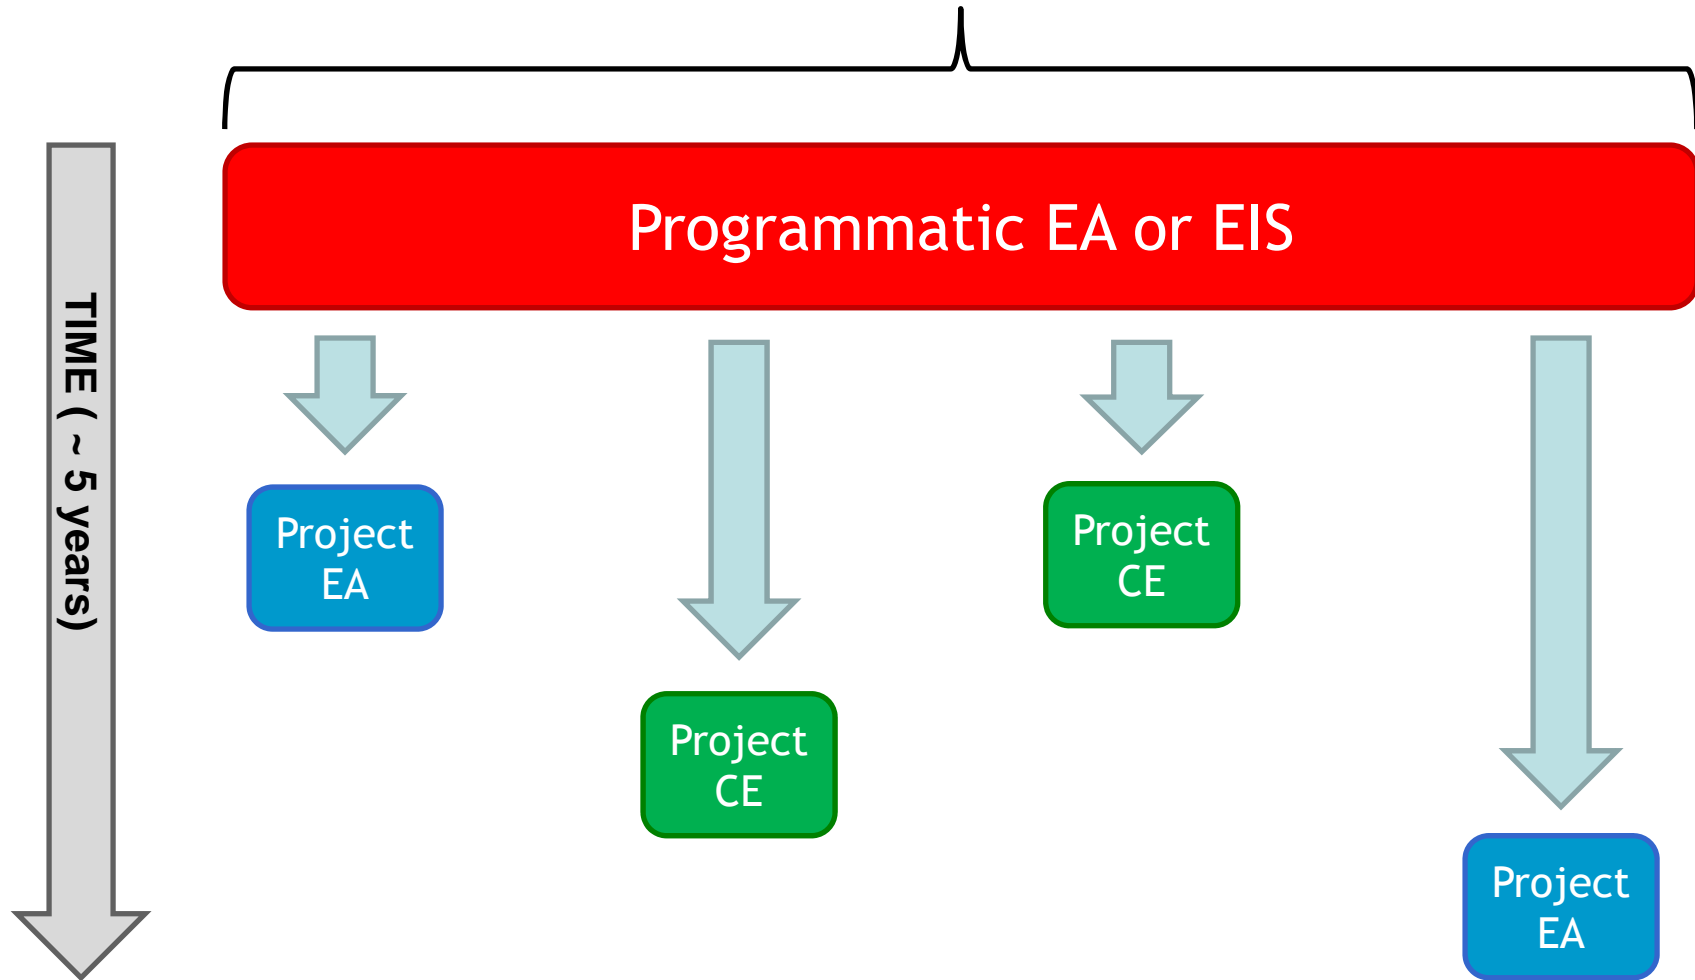 Programmatic EA or EIS
TIME ( ~ 5 years)
Project
EA
Project
CE
Project
CE
Project
EA